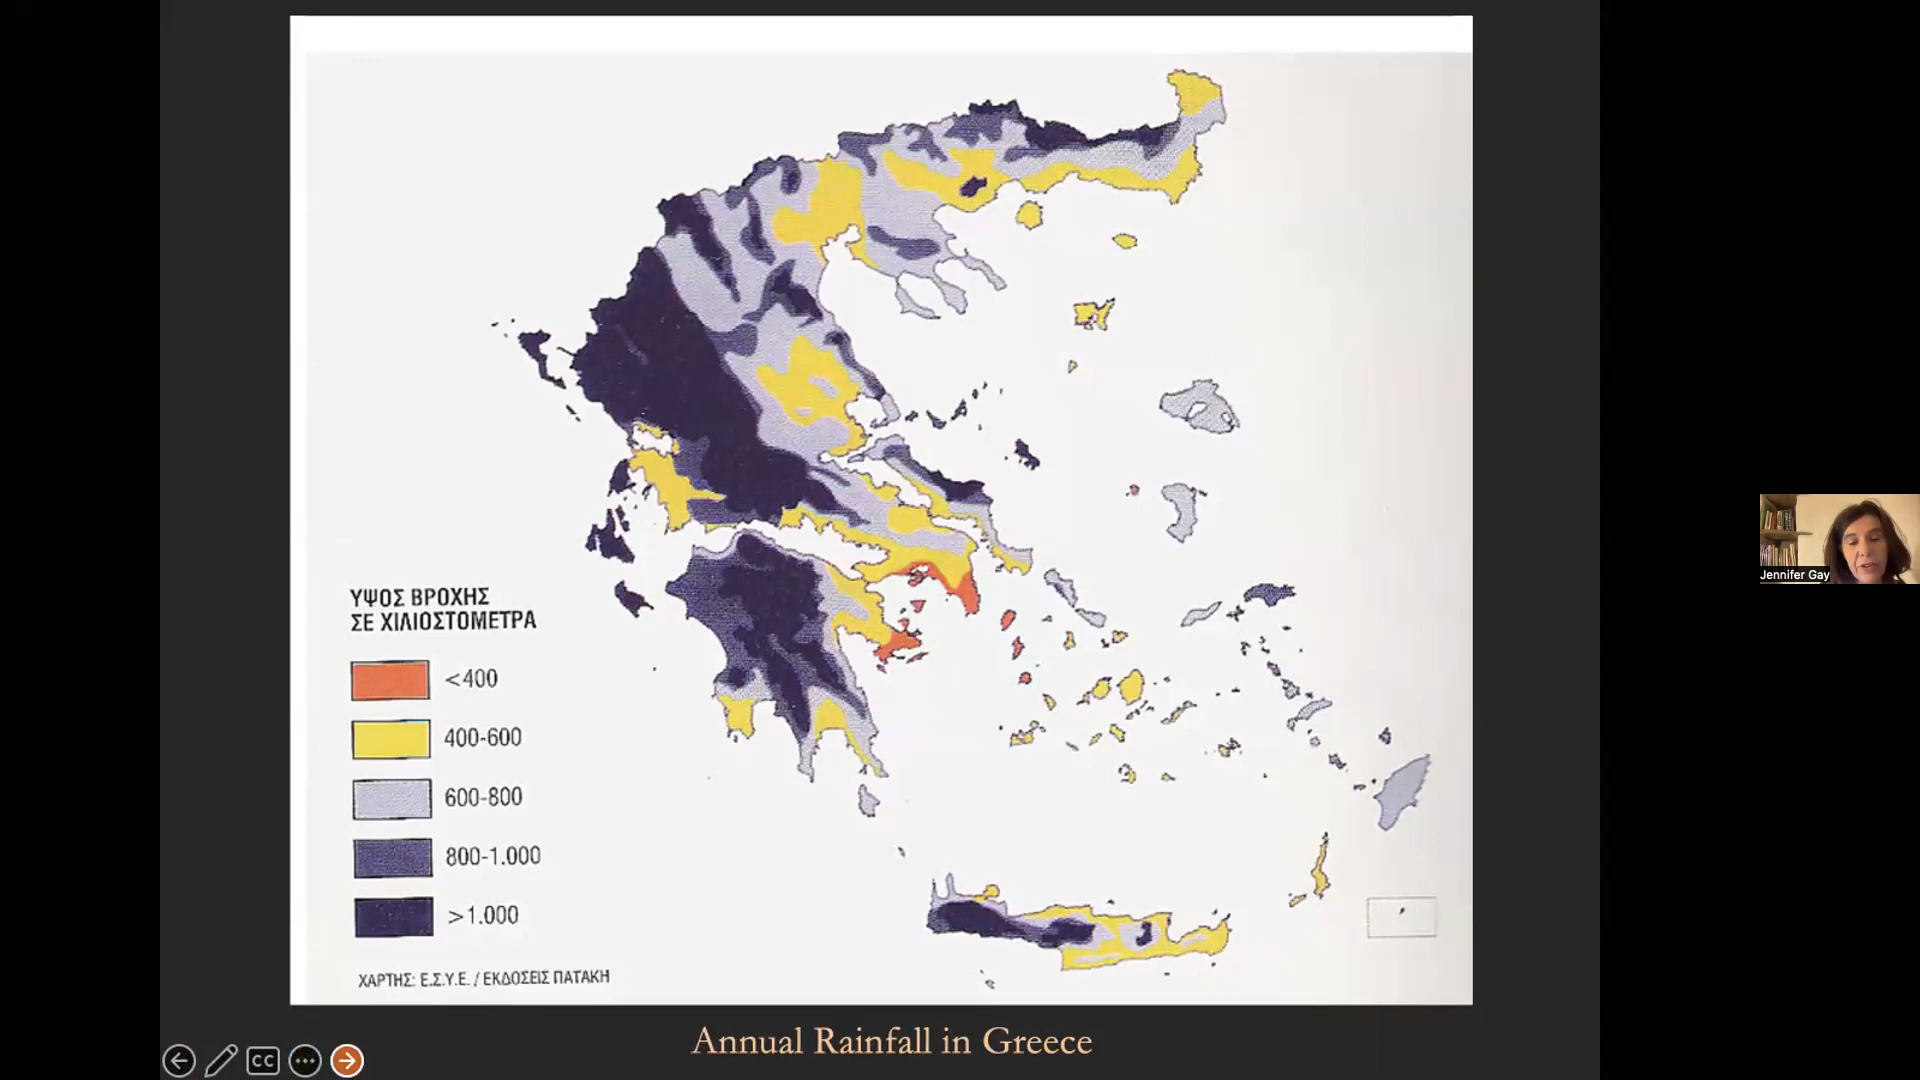 ΥΨΟΣ ΒΡΟΧΗΣ
ΣΕ ΧΙΛΙΟΣΤΟΜΕΤΡΑ
<400
400-600
600-800
800-1.000
>1.000
ΧΑΡΤΗΣ: Ε.Σ.Υ.Ε. / ΕΚΔΟΣΕΙΣ ΠΑΤΑΚΗ
Annual Rainfall in Greece
CC
Jennifer Gay